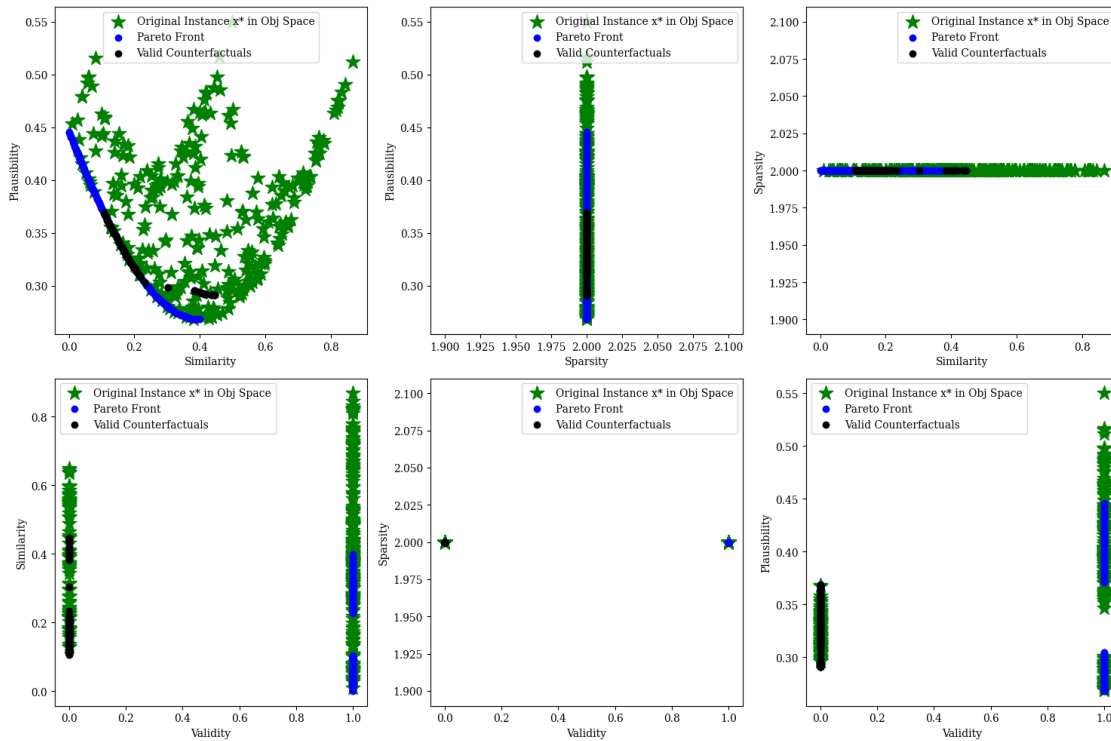 Original Instance x* in Obj Space
Pareto Front
Valid Counterfactuals
0.55
0.50
0.45
0.40
0.35
0.30
Plausibility
0.0 0.2 0.4 0.6 0.8
Similarity
Original Instance x* in Obj Space
Pareto Front
Valid Counterfactuals
0.55
0.50
0.45
0.40
0.35
0.30
Plausibility
1.900 1.925 1.950 1.975 2.000 2.025 2.050 2.075 2.100
Sparsity
Original Instance x* in Obj Space
Pareto Front
Valid Counterfactuals
2.100
2.075
2.050
2.025
2.000
1.975
1.950
1.925
1.900
Sparsity
0.0 0.2 0.4 0.6 0.8
Similarity
Original Instance x* in Obj Space
Pareto Front
Valid Counterfactuals
0.8
0.6
0.4
0.2
0.0
Similarity
0.0 0.2 0.4 0.6 0.8 1.0
Validity
Original Instance x* in Obj Space
Pareto Front
Valid Counterfactuals
2.100
2.075
2.050
2.025
2.000
1.975
1.950
1.925
1.900
Sparsity
0.0 0.2 0.4 0.6 0.8 1.0
Validity
Original Instance x* in Obj Space
Pareto Front
Valid Counterfactuals
0.55
0.50
0.45
0.40
0.35
0.30
Plausibility
0.0 0.2 0.4 0.6 0.8 1.0
Validity